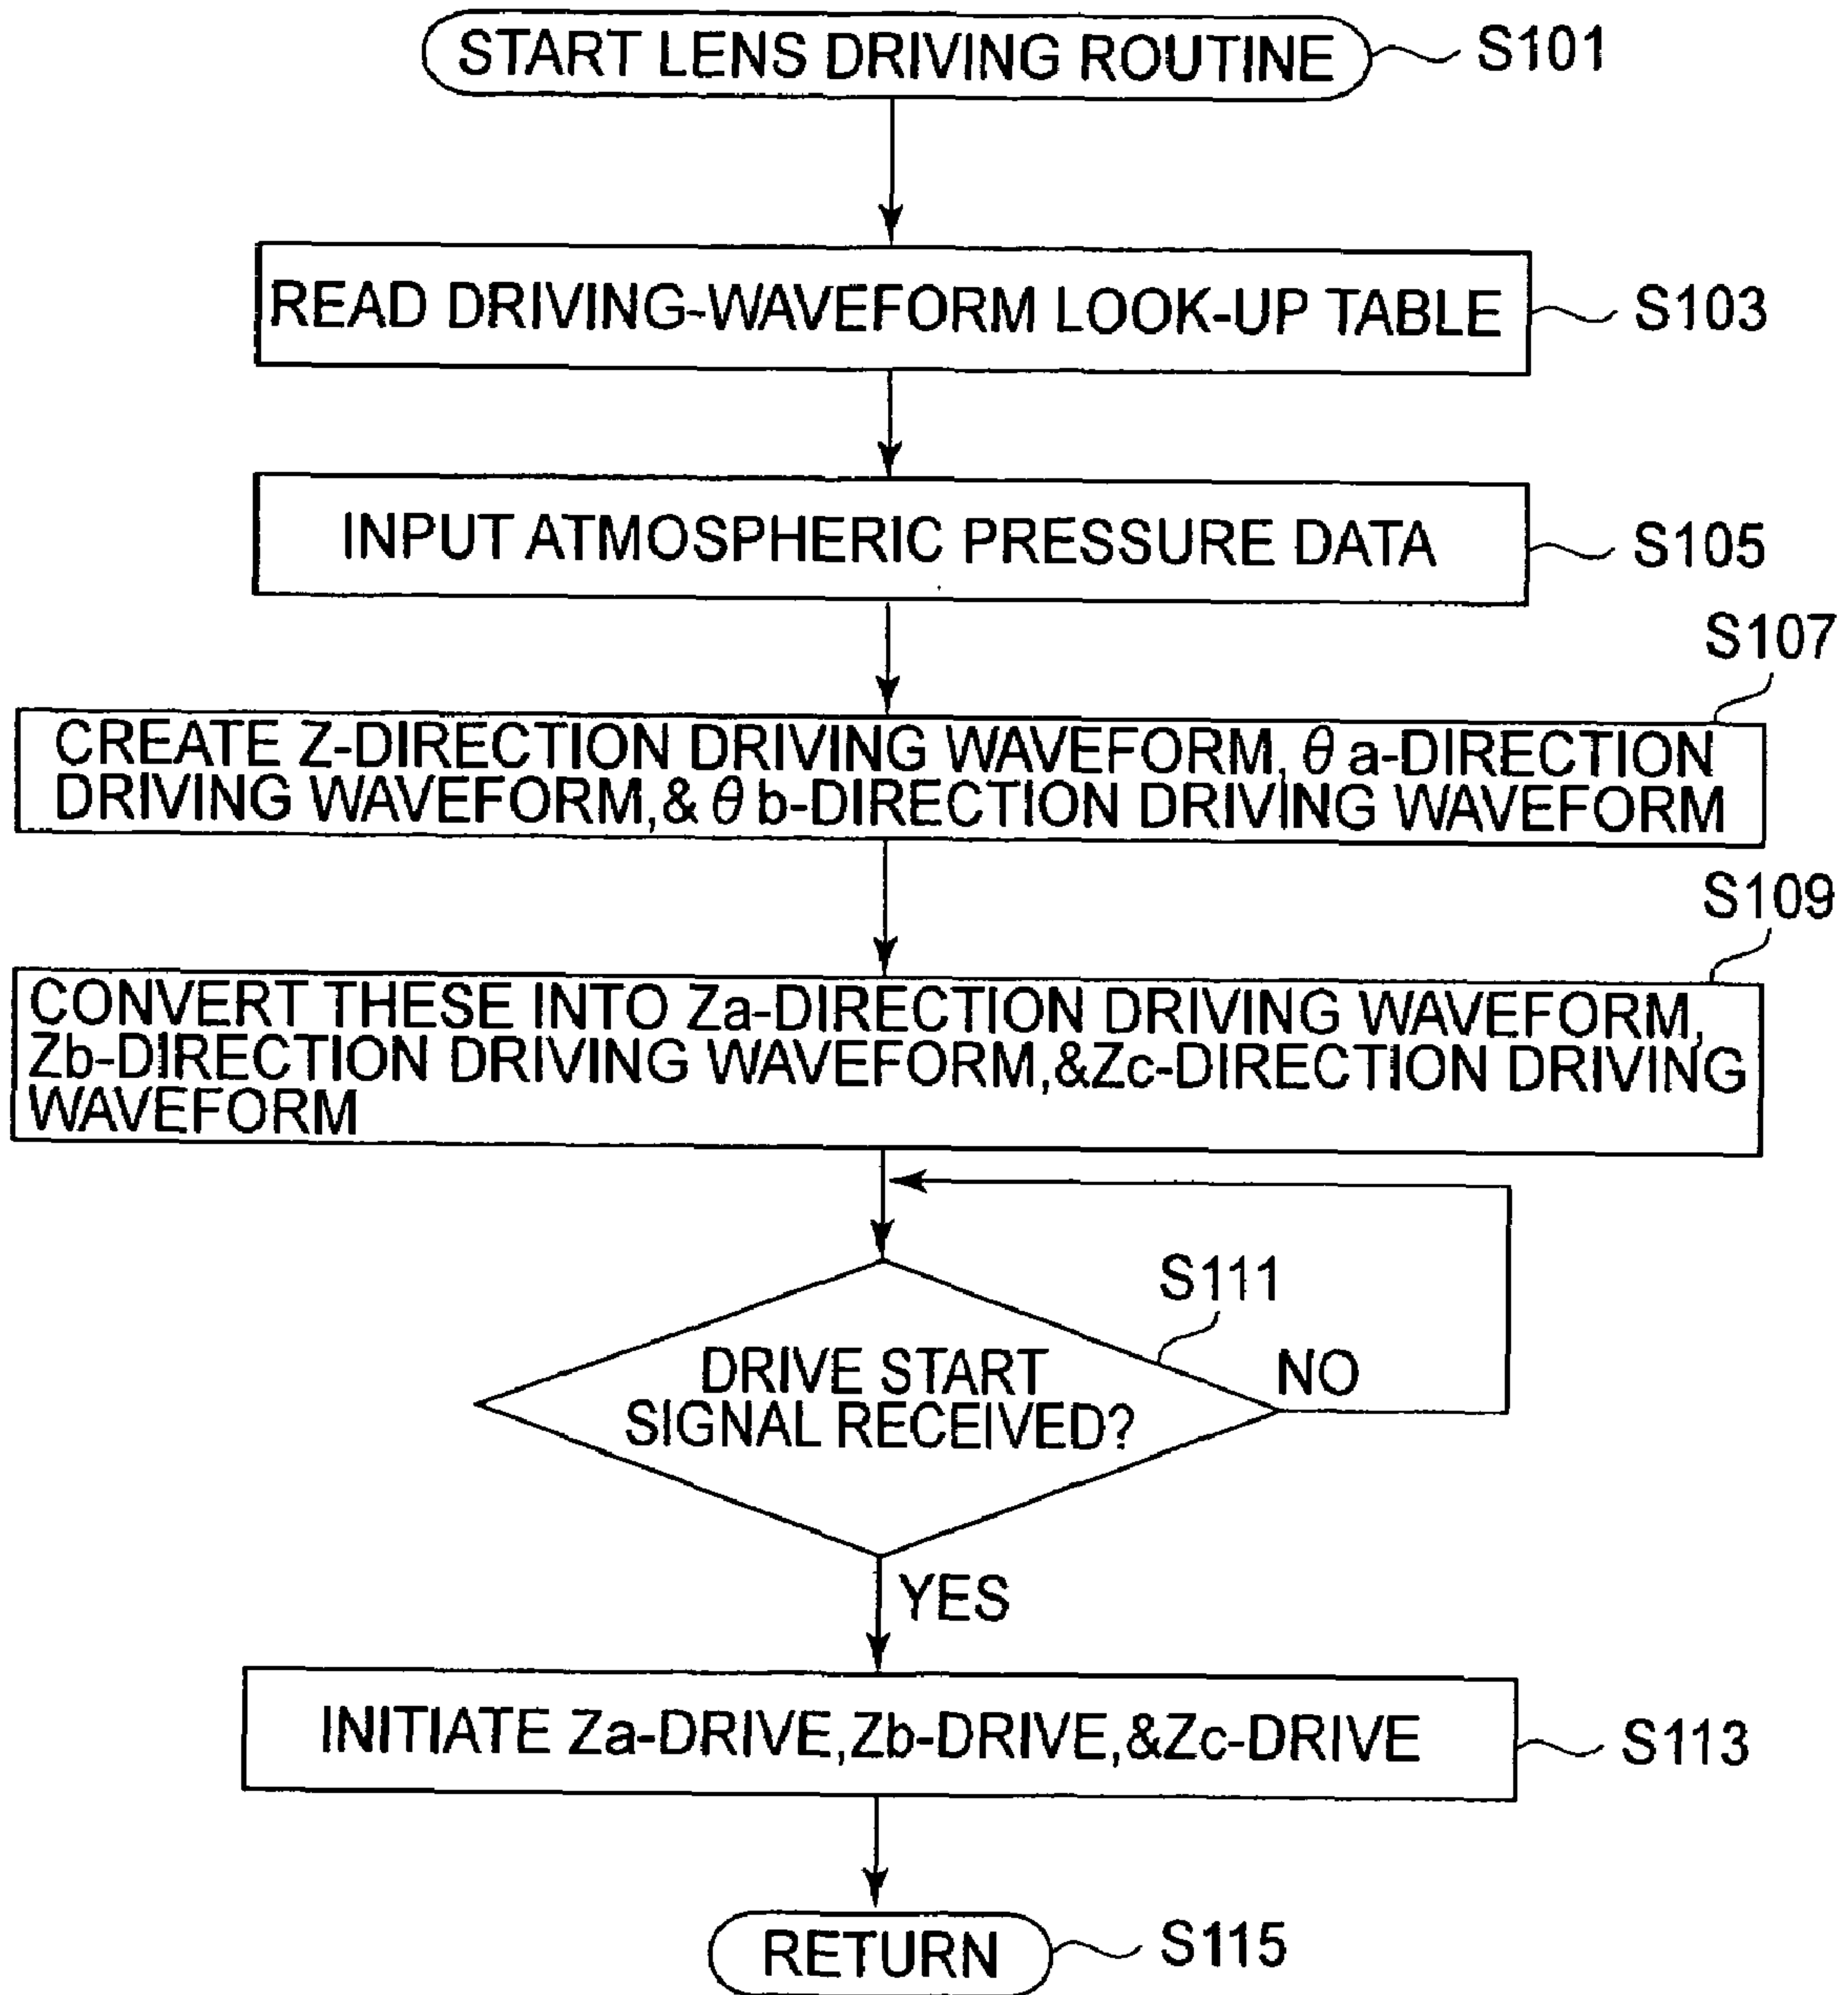 START LENS DRIVING ROUTINE
S101
READ DRIVING-WAVEFORM LOOK-UP TABLE
S103
INPUT ATMOSPHERIC PRESSURE DATA
S105
S107
CREATE Z-DIRECTION DRIVING WAVEFORM, θ a-DIRECTION
DRIVING WAVEFORM,& θ b-DIRECTION DRIVING WAVEFORM
S109
CONVERT THESE INTO Za-DIRECTION DRIVING WAVEFORM,
Zb-DIRECTION DRIVING WAVEFORM,&Zc-DIRECTION DRIVING
WAVEFORM
S111
DRIVE START
SIGNAL RECEIVED?
NO
YES
INITIATE Za-DRIVE,Zb-DRIVE,&Zc-DRIVE
S113
RETURN
S115